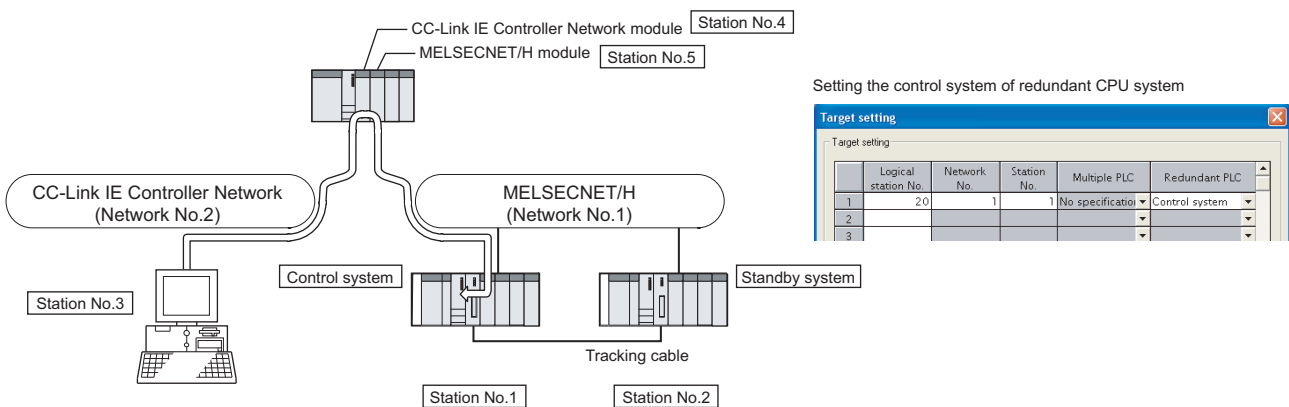 CC-Link IE Controller Network module
Station No.4
MELSECNET/H module
Station No.5
CC-Link IE Controller Network
(Network No.2)
MELSECNET/H
(Network No.1)
Station No.3
Control system
Standby system
Tracking cable
Station No.1
Station No.2
Setting the control system of redundant CPU system
Target setting
Target setting
Logical station No. Network No. Station No. Multiple PLC Redundant PLC
1 20 1 1 No specification Control system
2
3